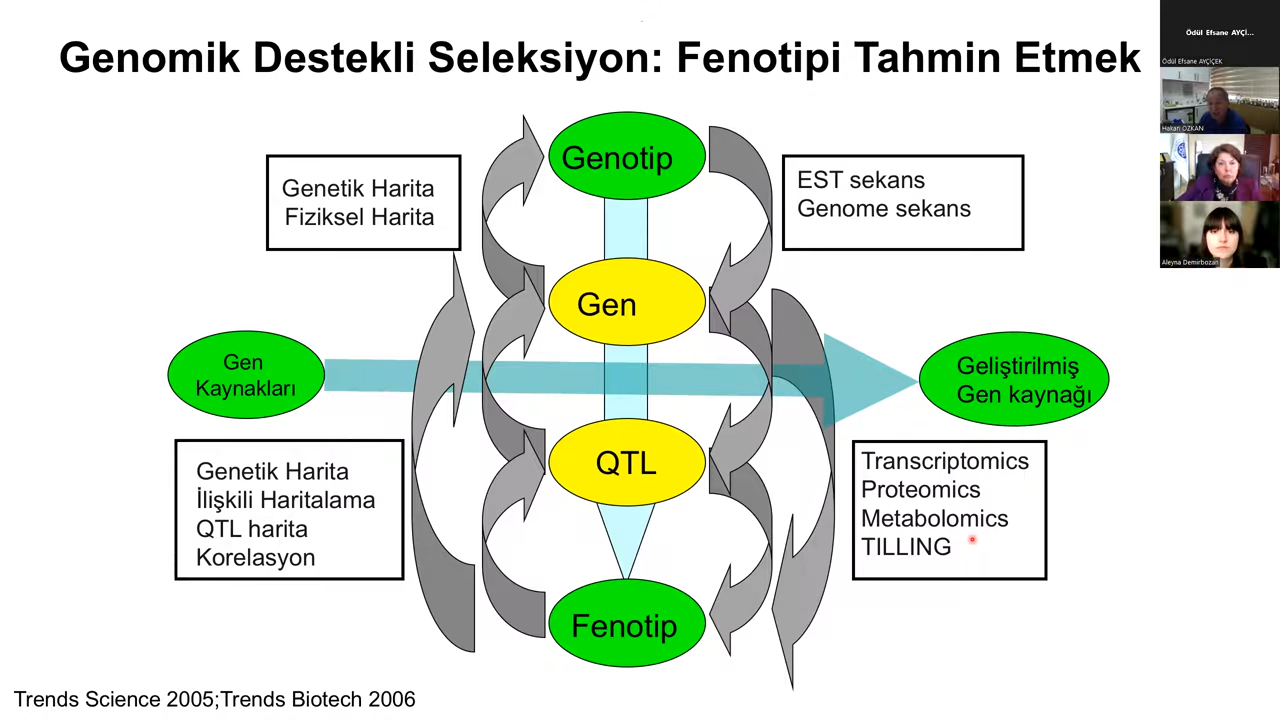 Genomik Destekli Seleksiyon: Fenotipi Tahmin Etmek
Ödül Efsane AYÇİ...
Ödül Efsane AYÇİÇEK
Hakan ÖZKAN
Aleyna Demirbozan
Genotip
Genetik Harita
Fiziksel Harita
EST sekans
Genome sekans
Gen
Gen
Kaynakları
Geliştirilmiş
Gen kaynağı
QTL
Genetik Harita
İlişkili Haritalama
QTL harita
Korelasyon
Transcriptomics
Proteomics
Metabolomics
TILLING
Fenotip
Trends Science 2005;Trends Biotech 2006